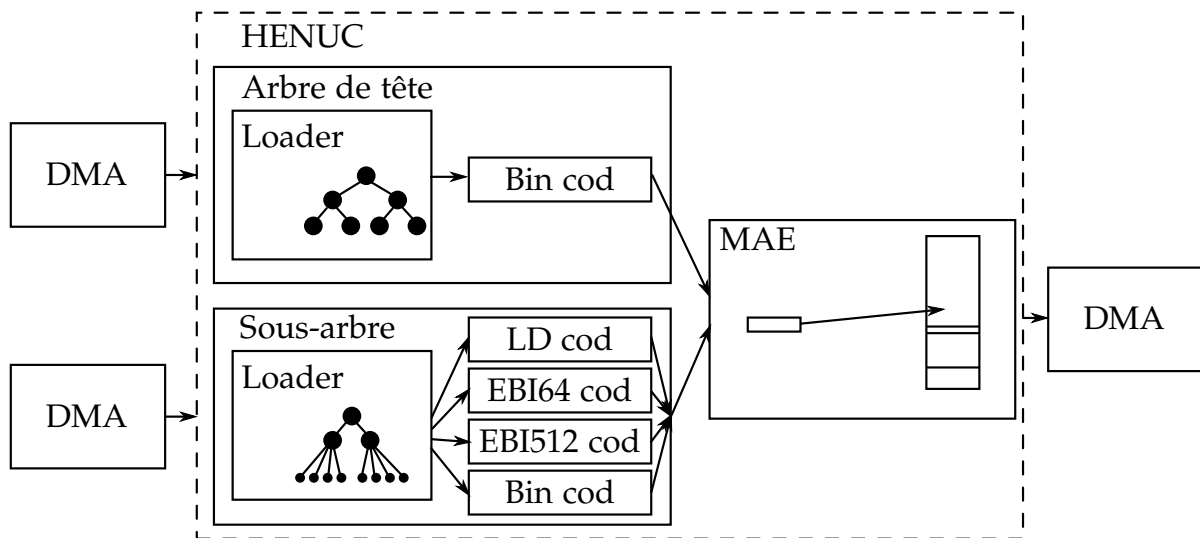 HENUC
Arbre de tête
Loader
DMA
Bin cod
MAE
Sous-arbre
LD cod
DMA
Loader
EBI64 cod
DMA
EBI512 cod
Bin cod